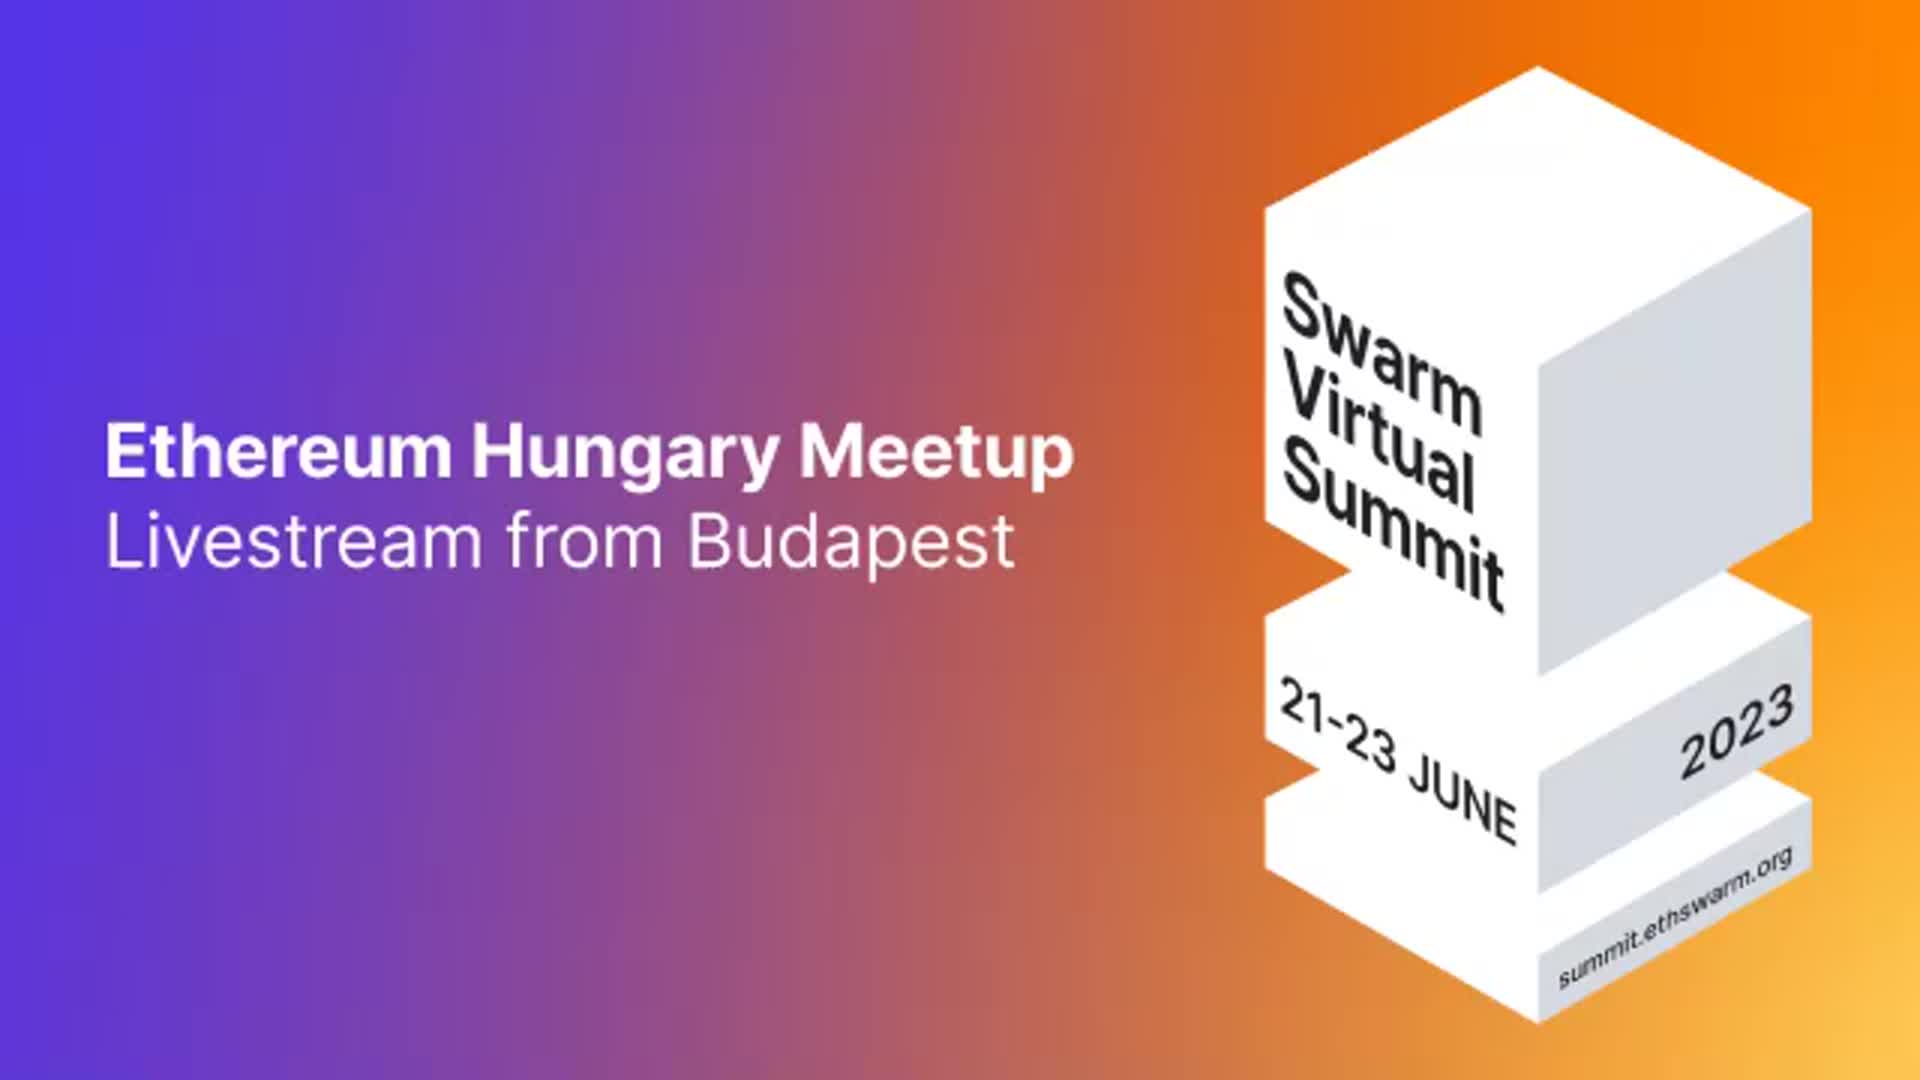 Ethereum Hungary Meetup
Livestream from Budapest
Swarm
Virtual
Summit
21-23 JUNE
2023
summit.ethswarm.org